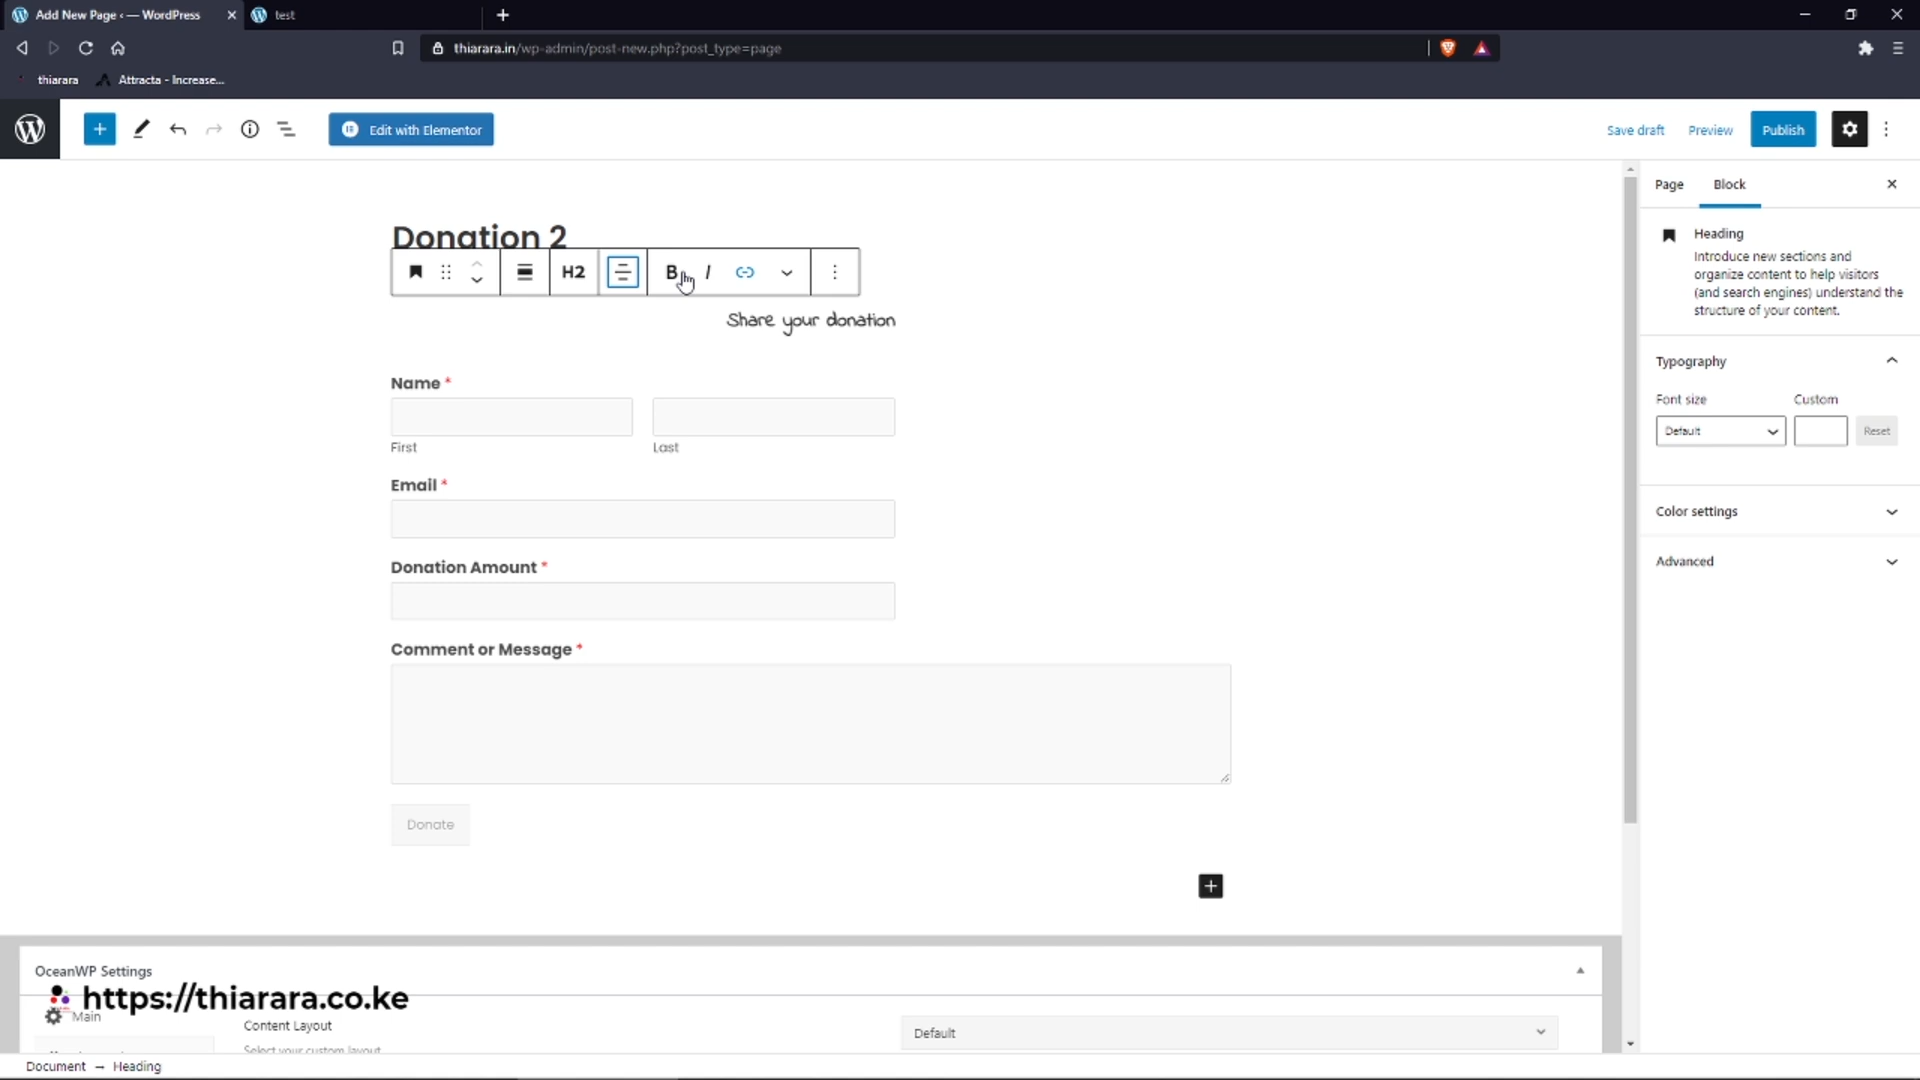 Add New Page ‹ — WordPress
test
thiarara.in/wp-admin/post-new.php?post_type=page
thiarara
Attracta - Increase...
Edit with Elementor
Save draft
Preview
Publish
Page
Block
Donation 2
H2
B
I
Heading
Introduce new sections and
organize content to help visitors
(and search engines) understand the
structure of your content.
Share your donation
Typography
Font size
Custom
Default
Reset
Name *
First
Last
Email *
Color settings
Advanced
Donation Amount *
Comment or Message *
Donate
OceanWP Settings
https://thiarara.co.ke
Main
Content Layout
Default
Select your custom layout
Document → Heading